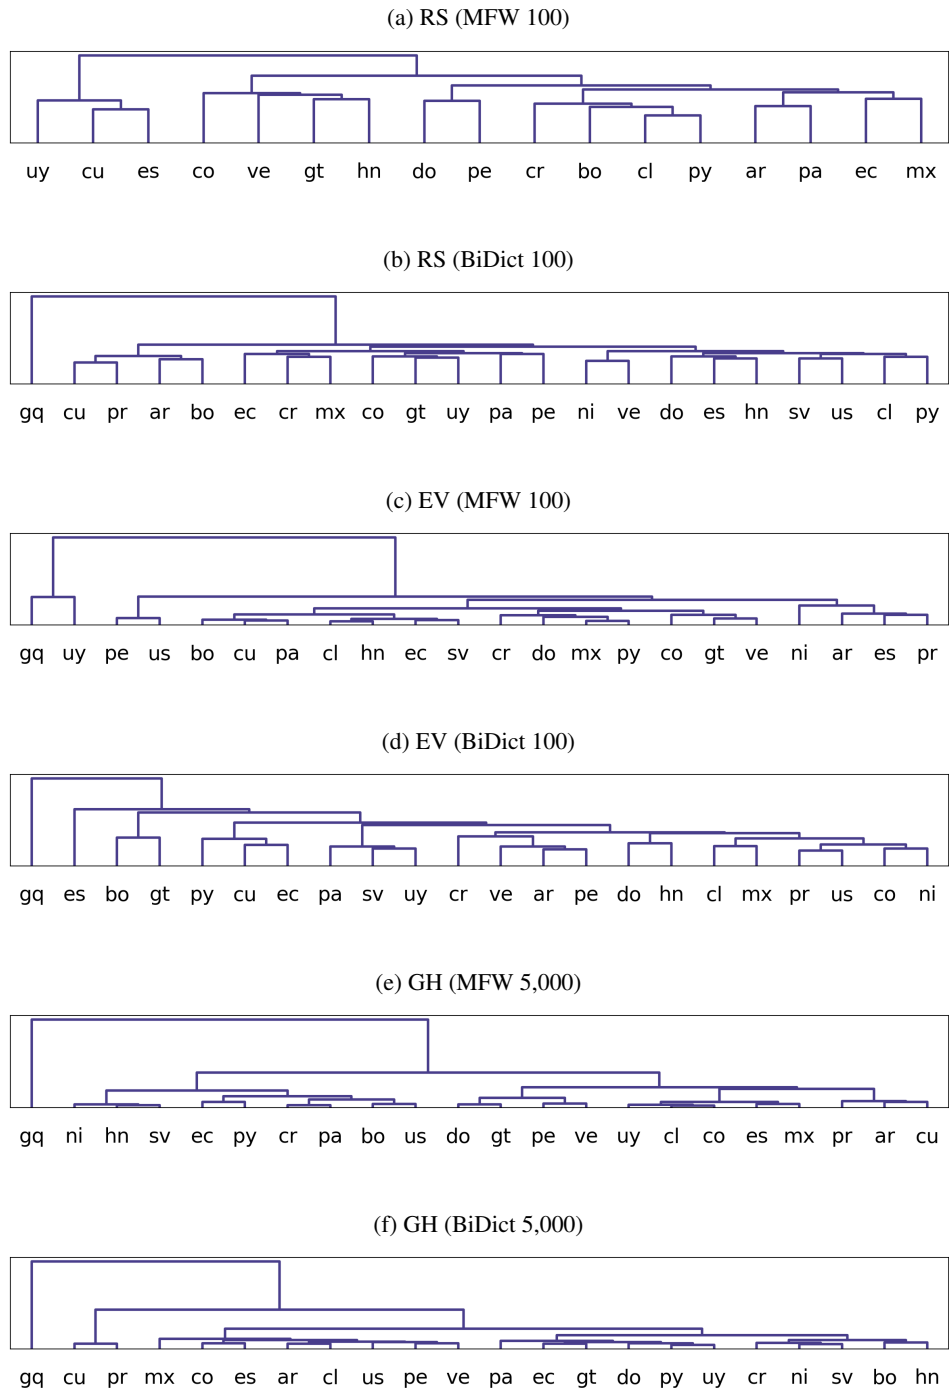 (a) RS (MFW 100)
uy cu es co ve gt hn do pe cr bo cl py ar pa ec mx
(b) RS (BiDict 100)
gq cu pr ar bo ec cr mx co gt uy pa pe ni ve do es hn sv us cl py
(c) EV (MFW 100)
gq uy pe us bo cu pa cl hn ec sv cr do mx py co gt ve ni ar es pr
(d) EV (BiDict 100)
gq es bo gt py cu ec pa sv uy cr ve ar pe do hn cl mx pr us co ni
(e) GH (MFW 5,000)
gq ni hn sv ec py cr pa bo us do gt pe ve uy cl co es mx pr ar cu
(f) GH (BiDict 5,000)
gq cu pr mx co es ar cl us pe ve pa ec gt do py uy cr ni sv bo hn